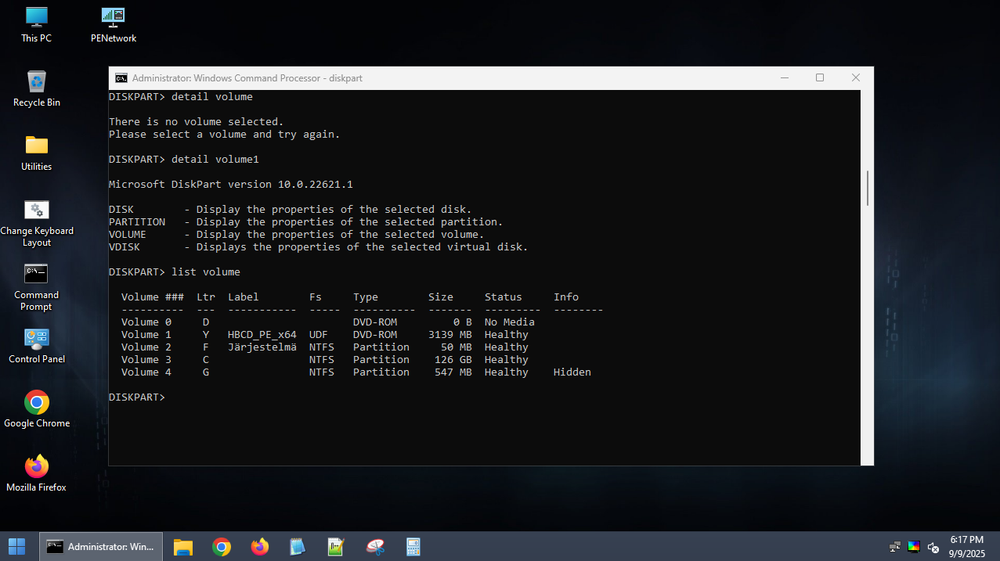 This PC
PENetwork
Recycle Bin
Utilities
Change Keyboard
Layout
Command
Prompt
Control Panel
Google Chrome
Mozilla Firefox
Administrator: Windows Command Processor - diskpart
DISKPART> detail volume
There is no volume selected.
Please select a volume and try again.
DISKPART> detail volume1
Microsoft DiskPart version 10.0.22621.1
DISK        - Display the properties of the selected disk.
PARTITION   - Display the properties of the selected partition.
VOLUME      - Display the properties of the selected volume.
VDISK       - Displays the properties of the selected virtual disk.
DISKPART> list volume
  Volume ###  Ltr  Label        Fs     Type        Size     Status     Info
  ----------  ---  -----------  -----  ----------  -------  ---------  --------
  Volume 0     D                       DVD-ROM         0 B  No Media
  Volume 1     Y   HBCD_PE_x64  UDF    DVD-ROM     3139 MB  Healthy
  Volume 2     F   Järjestelmä  NTFS   Partition     50 MB  Healthy
  Volume 3     C                NTFS   Partition    126 GB  Healthy
  Volume 4     G                NTFS   Partition    547 MB  Healthy    Hidden
DISKPART>
Administrator: Win...
6:17 PM
9/9/2025